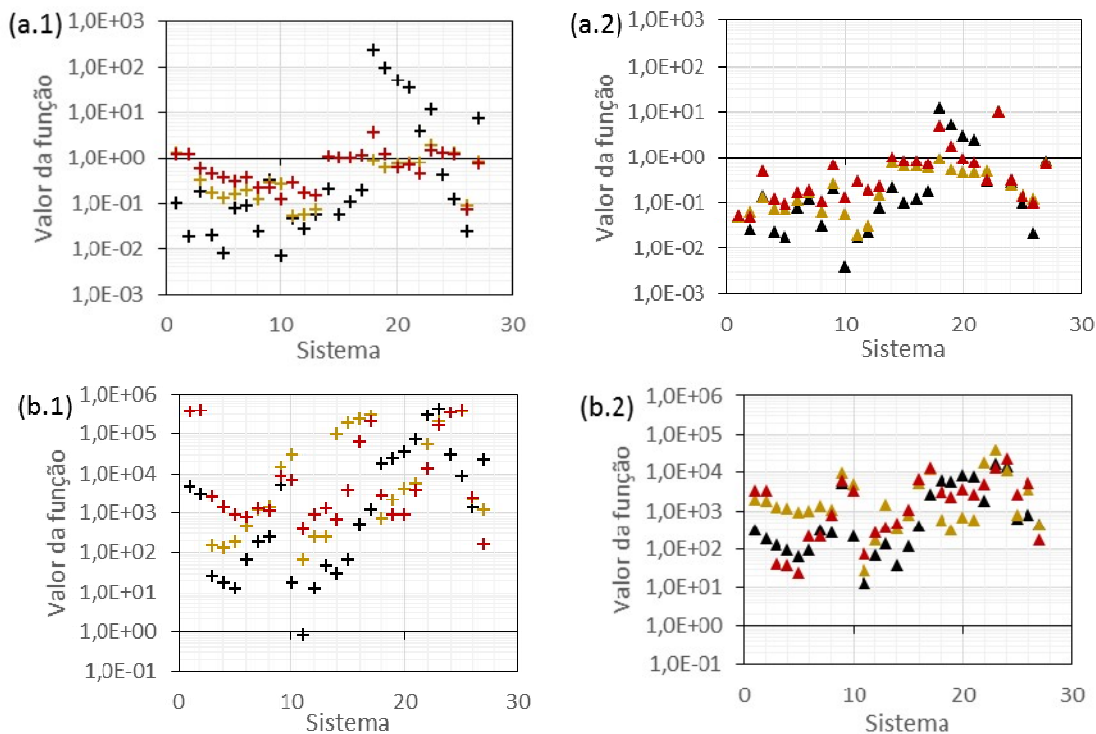 (a.1)
Valor da função
1,0E+03
1,0E+02
1,0E+01
1,0E+00
1,0E-01
1,0E-02
1,0E-03
0 10 20 30
Sistema
(a.2)
Valor da função
1,0E+03
1,0E+02
1,0E+01
1,0E+00
1,0E-01
1,0E-02
1,0E-03
0 10 20 30
Sistema
(b.1)
Valor da função
1,0E+06
1,0E+05
1,0E+04
1,0E+03
1,0E+02
1,0E+01
1,0E+00
1,0E-01
0 10 20 30
Sistema
(b.2)
Valor da função
1,0E+06
1,0E+05
1,0E+04
1,0E+03
1,0E+02
1,0E+01
1,0E+00
1,0E-01
0 10 20 30
Sistema